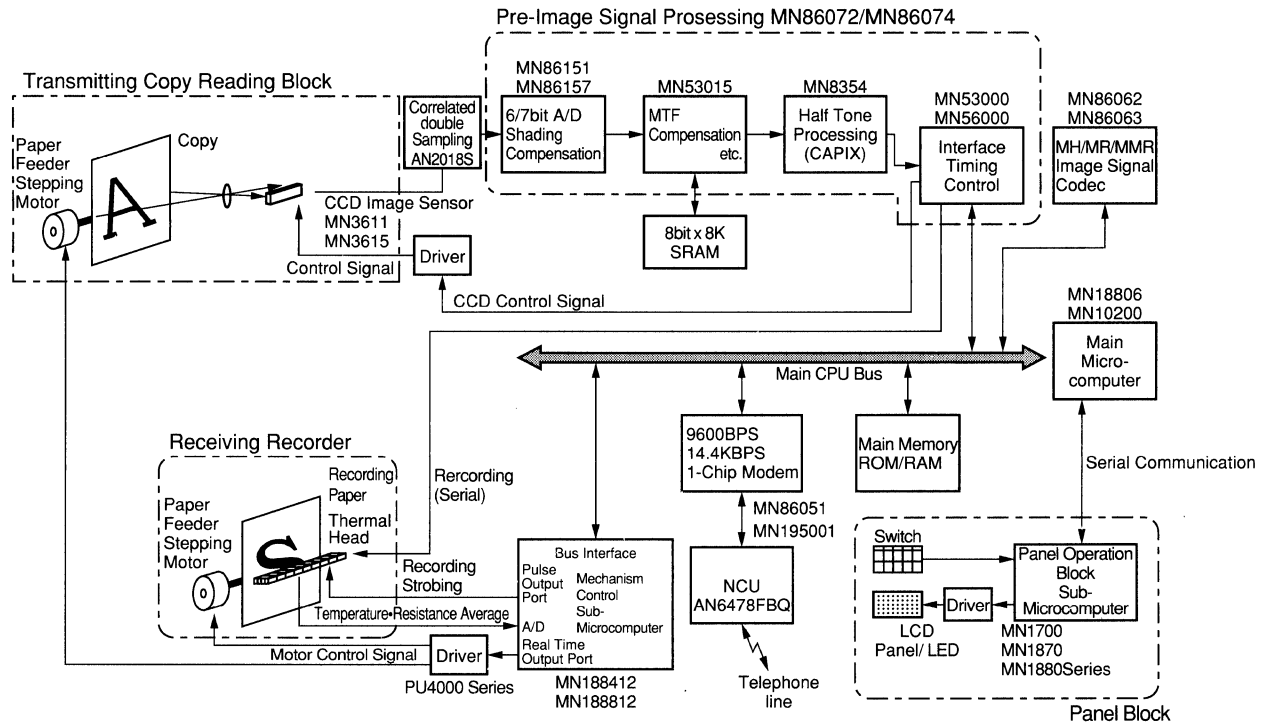 Pre-Image Signal Prosessing MN86072/MN86074
Transmitting Copy Reading Block
Paper
Feeder
Stepping
Motor
Copy
A
CCD Image Sensor
MN3611
MN3615
Control Signal
Correlated
double
Sampling
AN2018S
MN86151
MN86157
6/7bit A/D
Shading
Compensation
MN53015
MTF
Compensation
etc.
8bit x 8K
SRAM
MN8354
Half Tone
Processing
(CAPIX)
MN53000
MN56000
Interface
Timing
Control
MN86062
MN86063
MH/MR/MMR
Image Signal
Codec
Driver
CCD Control Signal
MN18806
MN10200
Main
Micro-
computer
Main CPU Bus
9600BPS
14.4KBPS
1-Chip Modem
MN86051
MN195001
NCU
AN6478FBQ
Telephone
line
Main Memory
ROM/RAM
Serial Communication
Receiving Recorder
Paper
Feeder
Stepping
Motor
Recording
Paper
Thermal
Head
S
Rercording
(Serial)
Recording
Strobing
Temperature•Resistance Average
Motor Control Signal
Driver
PU4000 Series
Bus Interface
Pulse
Output
Port
Mechanism
Control
Sub-
Microcomputer
A/D
Real Time
Output Port
MN188412
MN188812
Switch
Panel Operation
Block
Sub-
Microcomputer
Driver
LCD
Panel/ LED
MN1700
MN1870
MN1880Series
Panel Block